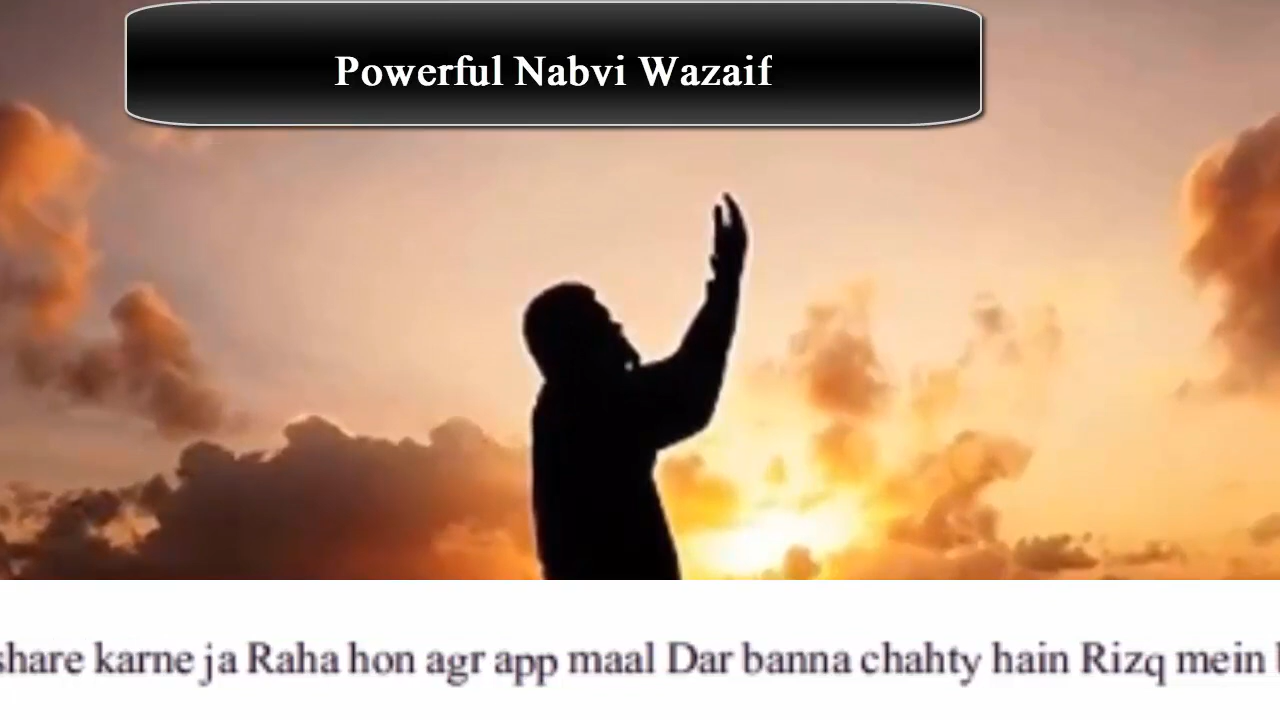 Powerful Nabvi Wazaif
share karne ja Raha hon agr app maal Dar banna chahty hain Rizq mein